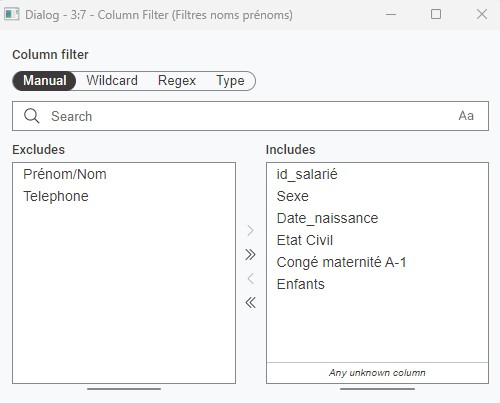 Dialog - 3:7 - Column Filter (Filtres noms prénoms)
Column filter
Manual Wildcard Regex Type
Search Aa
Excludes
Prénom/Nom
Telephone
Includes
id_salarié
Sexe
Date_naissance
Etat Civil
Congé maternité A-1
Enfants
Any unknown column